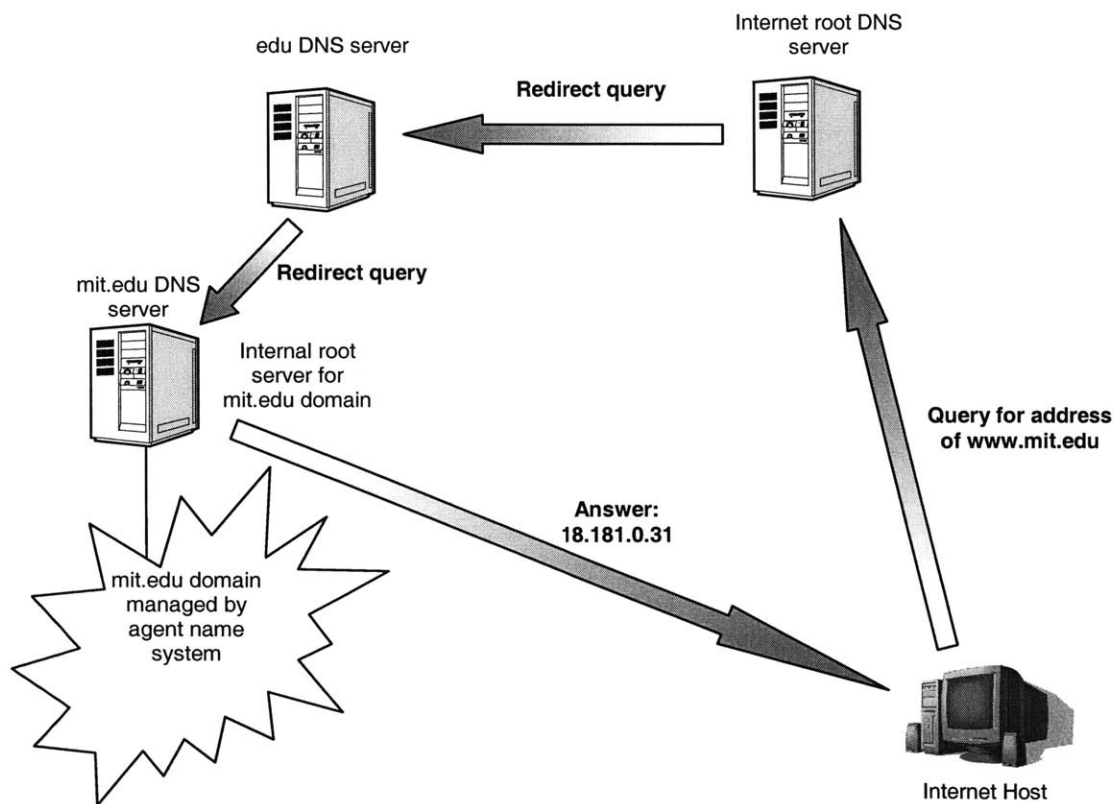 edu DNS server
Internet root DNS
server
Redirect query
Redirect query
mit.edu DNS
server
Internal root
server for
mit.edu domain
Query for address
of www.mit.edu
Answer:
18.181.0.31
mit.edu domain
managed by
agent name
system
Internet Host